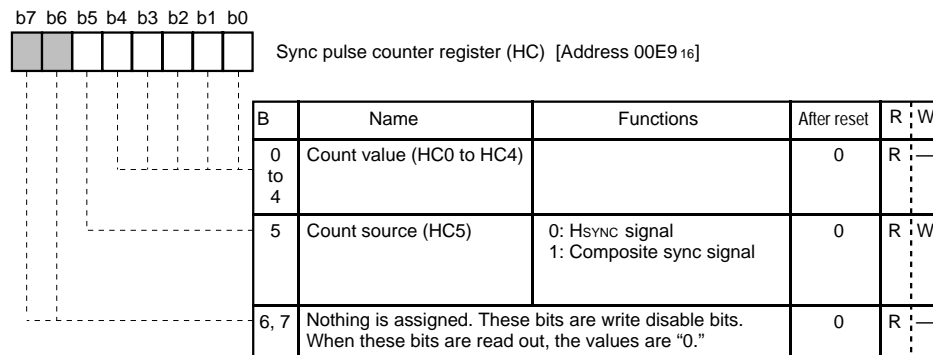 b7 b6 b5 b4 b3 b2 b1 b0
Sync pulse counter register (HC) [Address 00E9 16]
B Name Functions After reset R W
0 to 4 Count value (HC0 to HC4) 0 R —
5 Count source (HC5) 0: HSYNC signal 0 R W
1: Composite sync signal
6, 7 Nothing is assigned. These bits are write disable bits. 0 R —
When these bits are read out, the values are “0.”